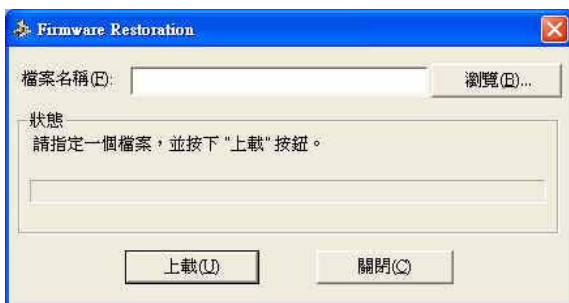 Firmware Restoration
檔案名稱(F): 瀏覽(B)...
狀態
請指定一個檔案，並按下 "上載" 按鈕。
上載(U) 關閉(C)